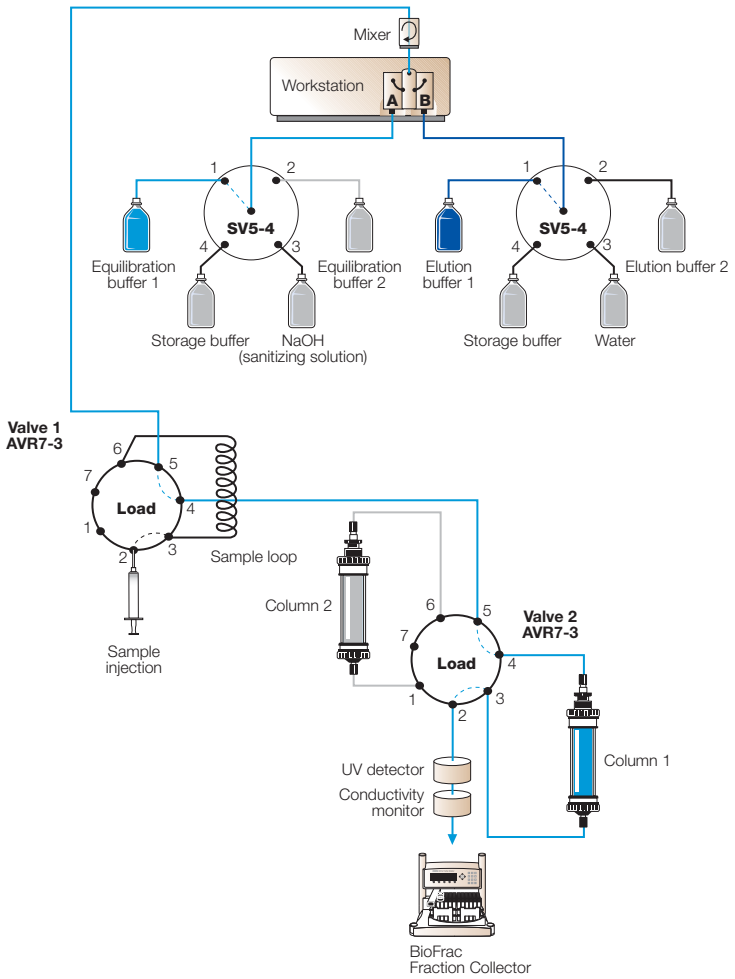 Mixer
Workstation
A B
1
2
SV5-4
4
3
Equilibration
buffer 1
Equilibration
buffer 2
Storage buffer
NaOH
(sanitizing solution)
1
2
SV5-4
4
3
Elution
buffer 1
Elution buffer 2
Storage buffer
Water
Valve 1
AVR7-3
6
5
7
Load
4
1
2
3
Sample loop
Sample
injection
Column 2
6
5
Valve 2
AVR7-3
7
Load
4
1
2
3
Column 1
UV detector
Conductivity
monitor
BioFrac
Fraction Collector